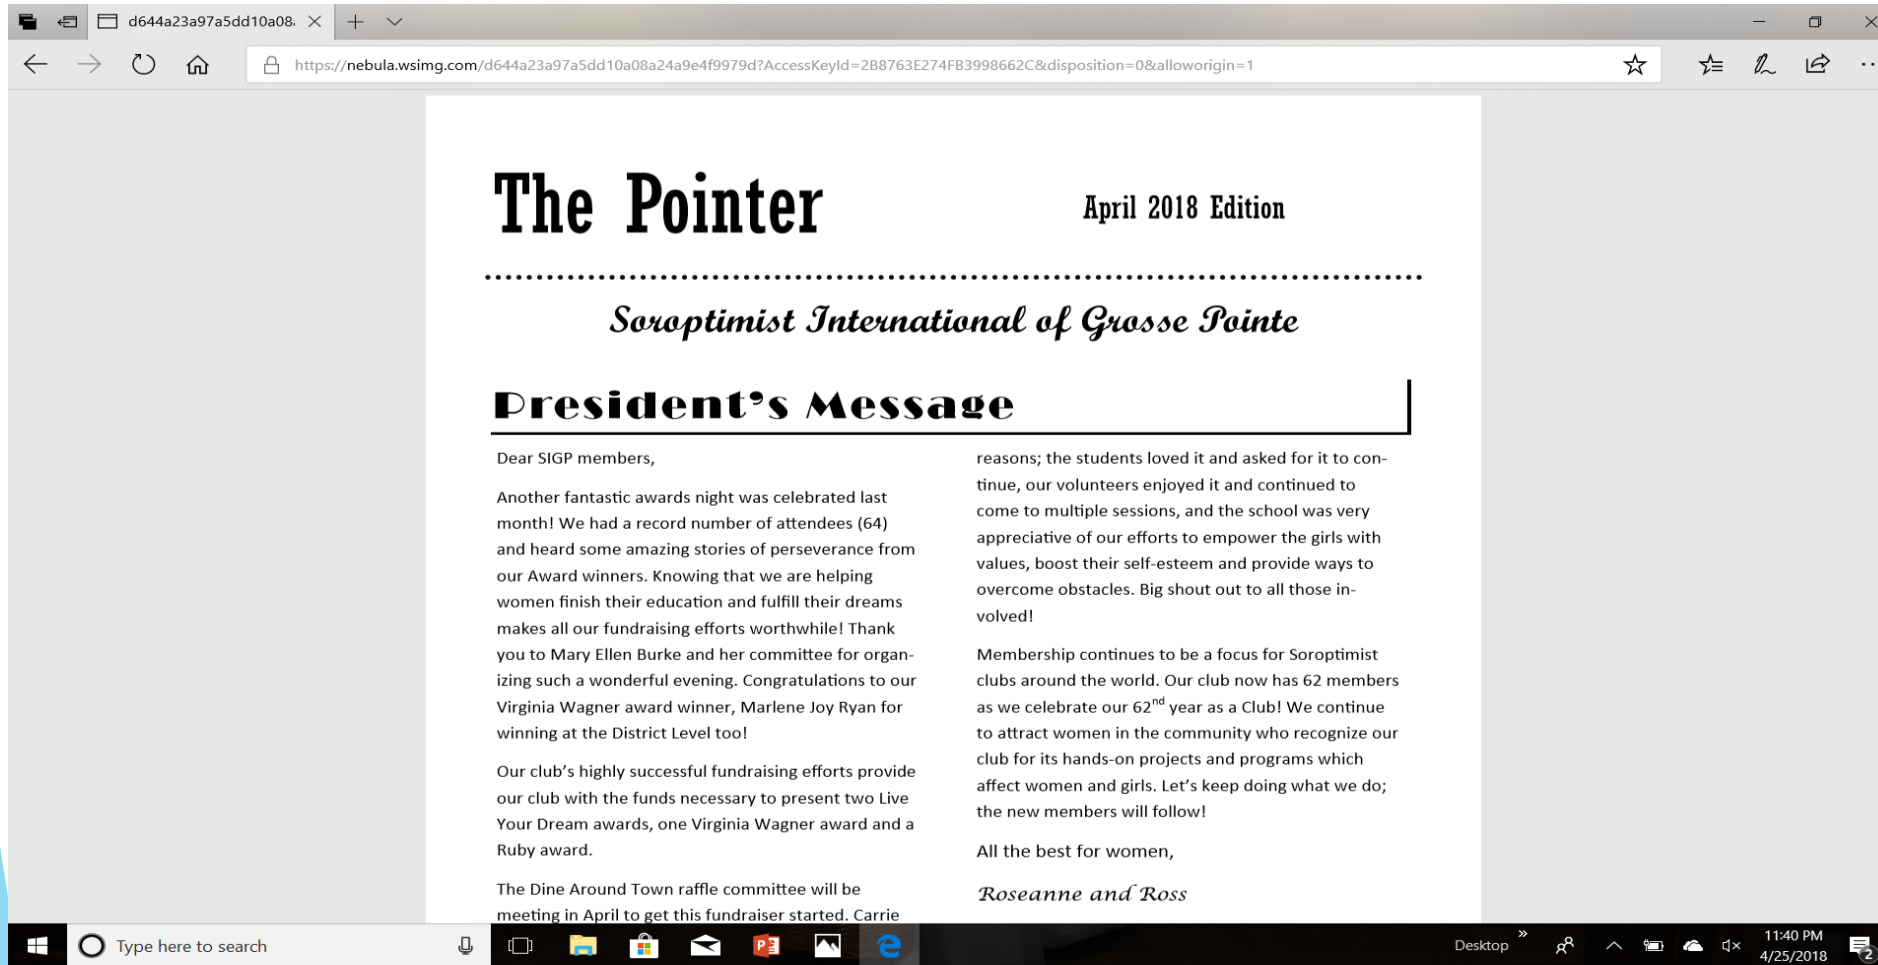 d644a23a97a5dd10a08
https://nebula.wsimg.com/d644a23a97a5dd10a08a24a9e4f9979d?AccessKeyId=2B8763E274FB3998662C&disposition=0&alloworigin=1
The Pointer
April 2018 Edition
Soroptimist International of Grosse Pointe
President's Message
Dear SIGP members,
Another fantastic awards night was celebrated last
month! We had a record number of attendees (64)
and heard some amazing stories of perseverance from
our Award winners. Knowing that we are helping
women finish their education and fulfill their dreams
makes all our fundraising efforts worthwhile! Thank
you to Mary Ellen Burke and her committee for organ-
izing such a wonderful evening. Congratulations to our
Virginia Wagner award winner, Marlene Joy Ryan for
winning at the District Level too!
Our club's highly successful fundraising efforts provide
our club with the funds necessary to present two Live
Your Dream awards, one Virginia Wagner award and a
Ruby award.
The Dine Around Town raffle committee will be
meeting in April to get this fundraiser started. Carrie
reasons; the students loved it and asked for it to con-
tinue, our volunteers enjoyed it and continued to
come to multiple sessions, and the school was very
appreciative of our efforts to empower the girls with
values, boost their self-esteem and provide ways to
overcome obstacles. Big shout out to all those in-
volved!
Membership continues to be a focus for Soroptimist
clubs around the world. Our club now has 62 members
as we celebrate our 62nd year as a Club! We continue
to attract women in the community who recognize our
club for its hands-on projects and programs which
affect women and girls. Let's keep doing what we do;
the new members will follow!
All the best for women,
Roseanne and Ross
Type here to search
Desktop
11:40 PM
4/25/2018
2